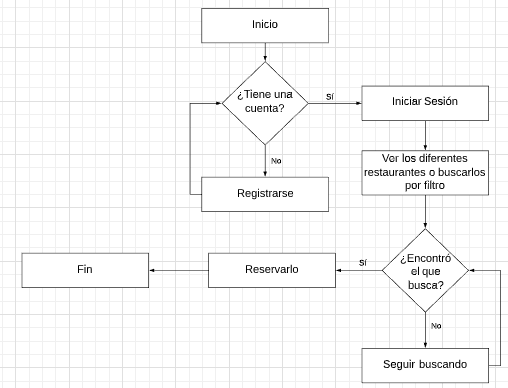 Inicio
¿Tiene una
cuenta?
Sí
Iniciar Sesión
No
Ver los diferentes
restaurantes o buscarlos
por filtro
Registrarse
¿Encontró
el que
busca?
Sí
Reservarlo
Fin
No
Seguir buscando